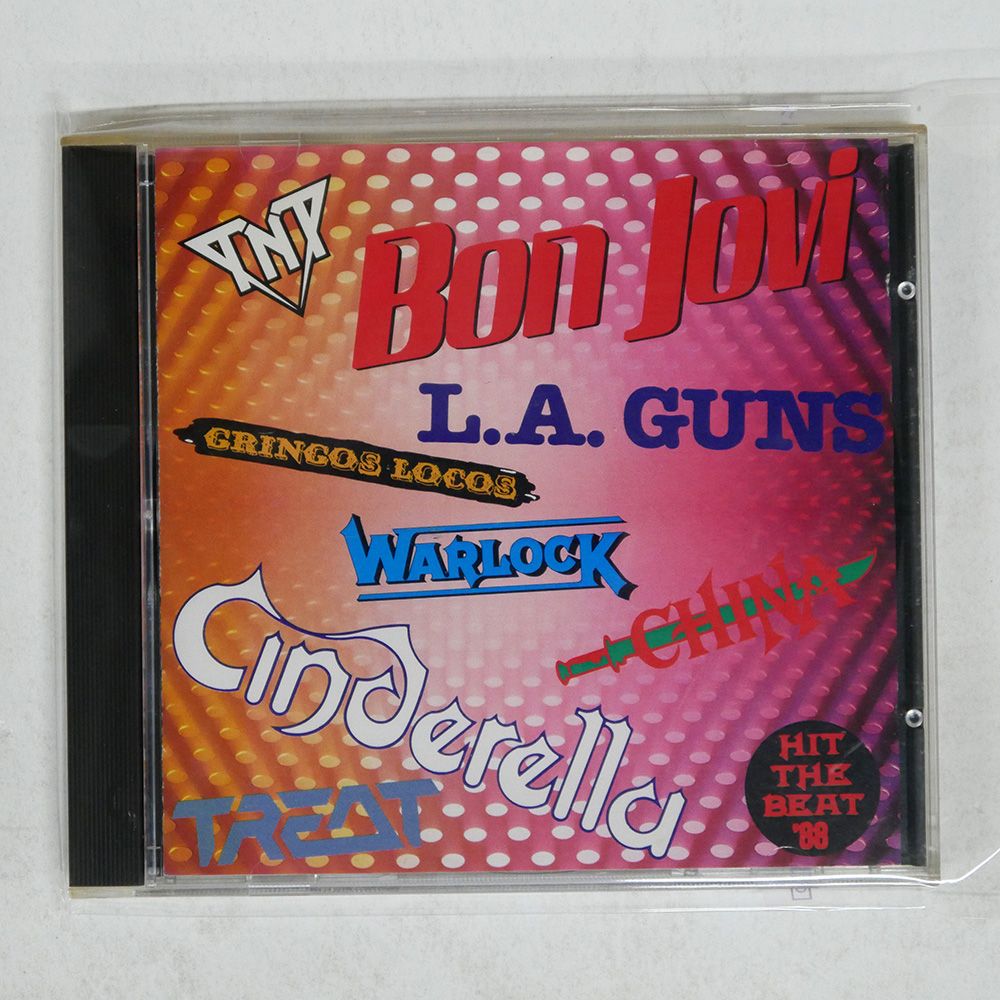 TNT
BON JOVI
L.A. GUNS
GRINGOS LOCOS
WARLOCK
CHINA
Cinderella
TREAT
HIT
THE
BEAT
'88